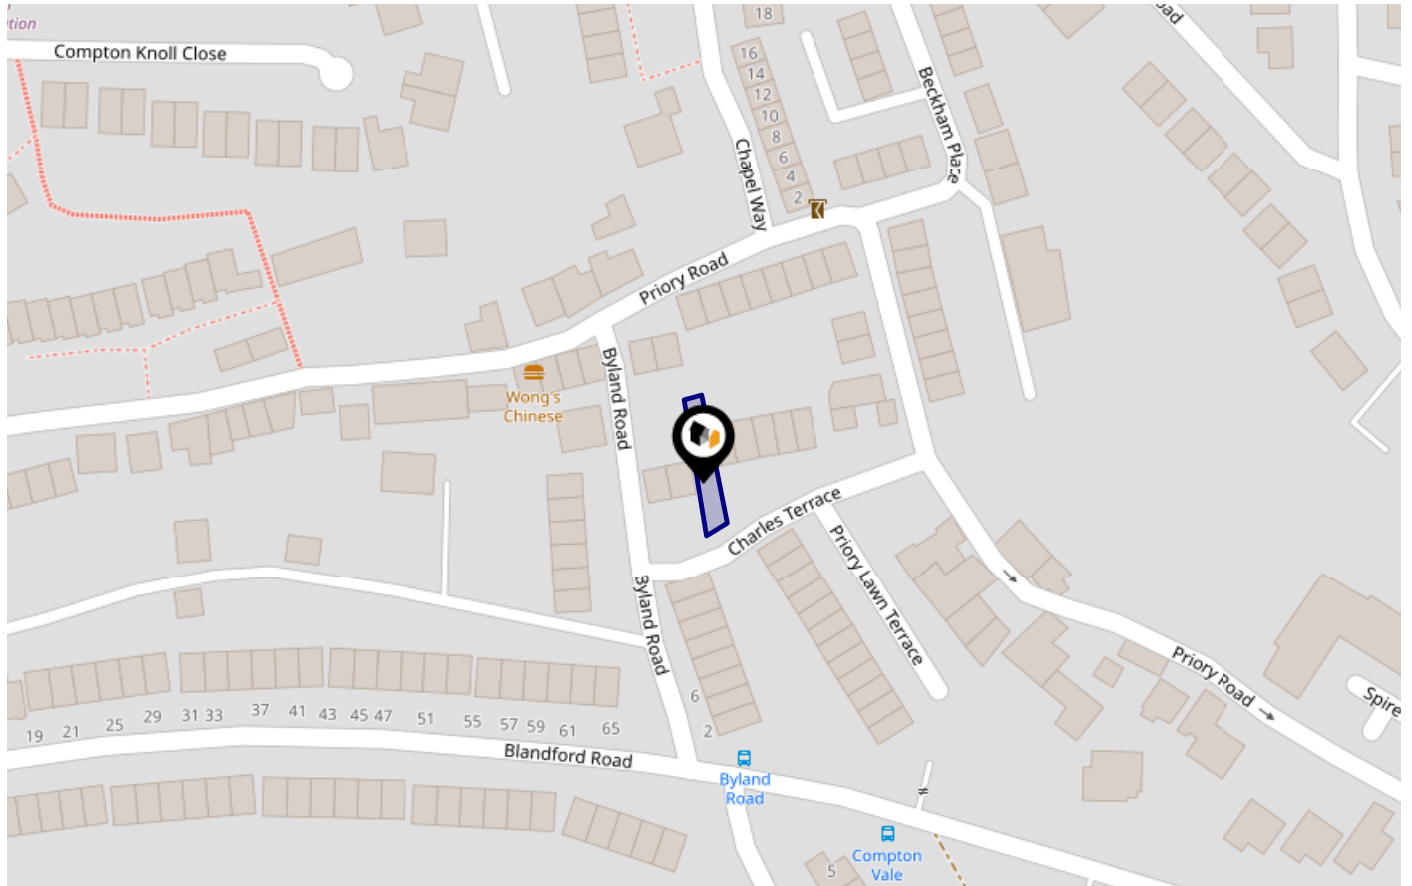 tion
Compton Knoll Close
18
oad
16
14
12
10
8
6
4
2
Chapel Way
Beckham Place
Priory Road
Wong's
Chinese
Byland Road
Charles Terrace
Priory Lawn Terrace
Byland Road
6
2
19
21
25
29
31
33
37
41
43
45
47
51
55
57
59
61
65
Blandford Road
Priory Road
Spire
Byland
Road
Compton
Vale
5